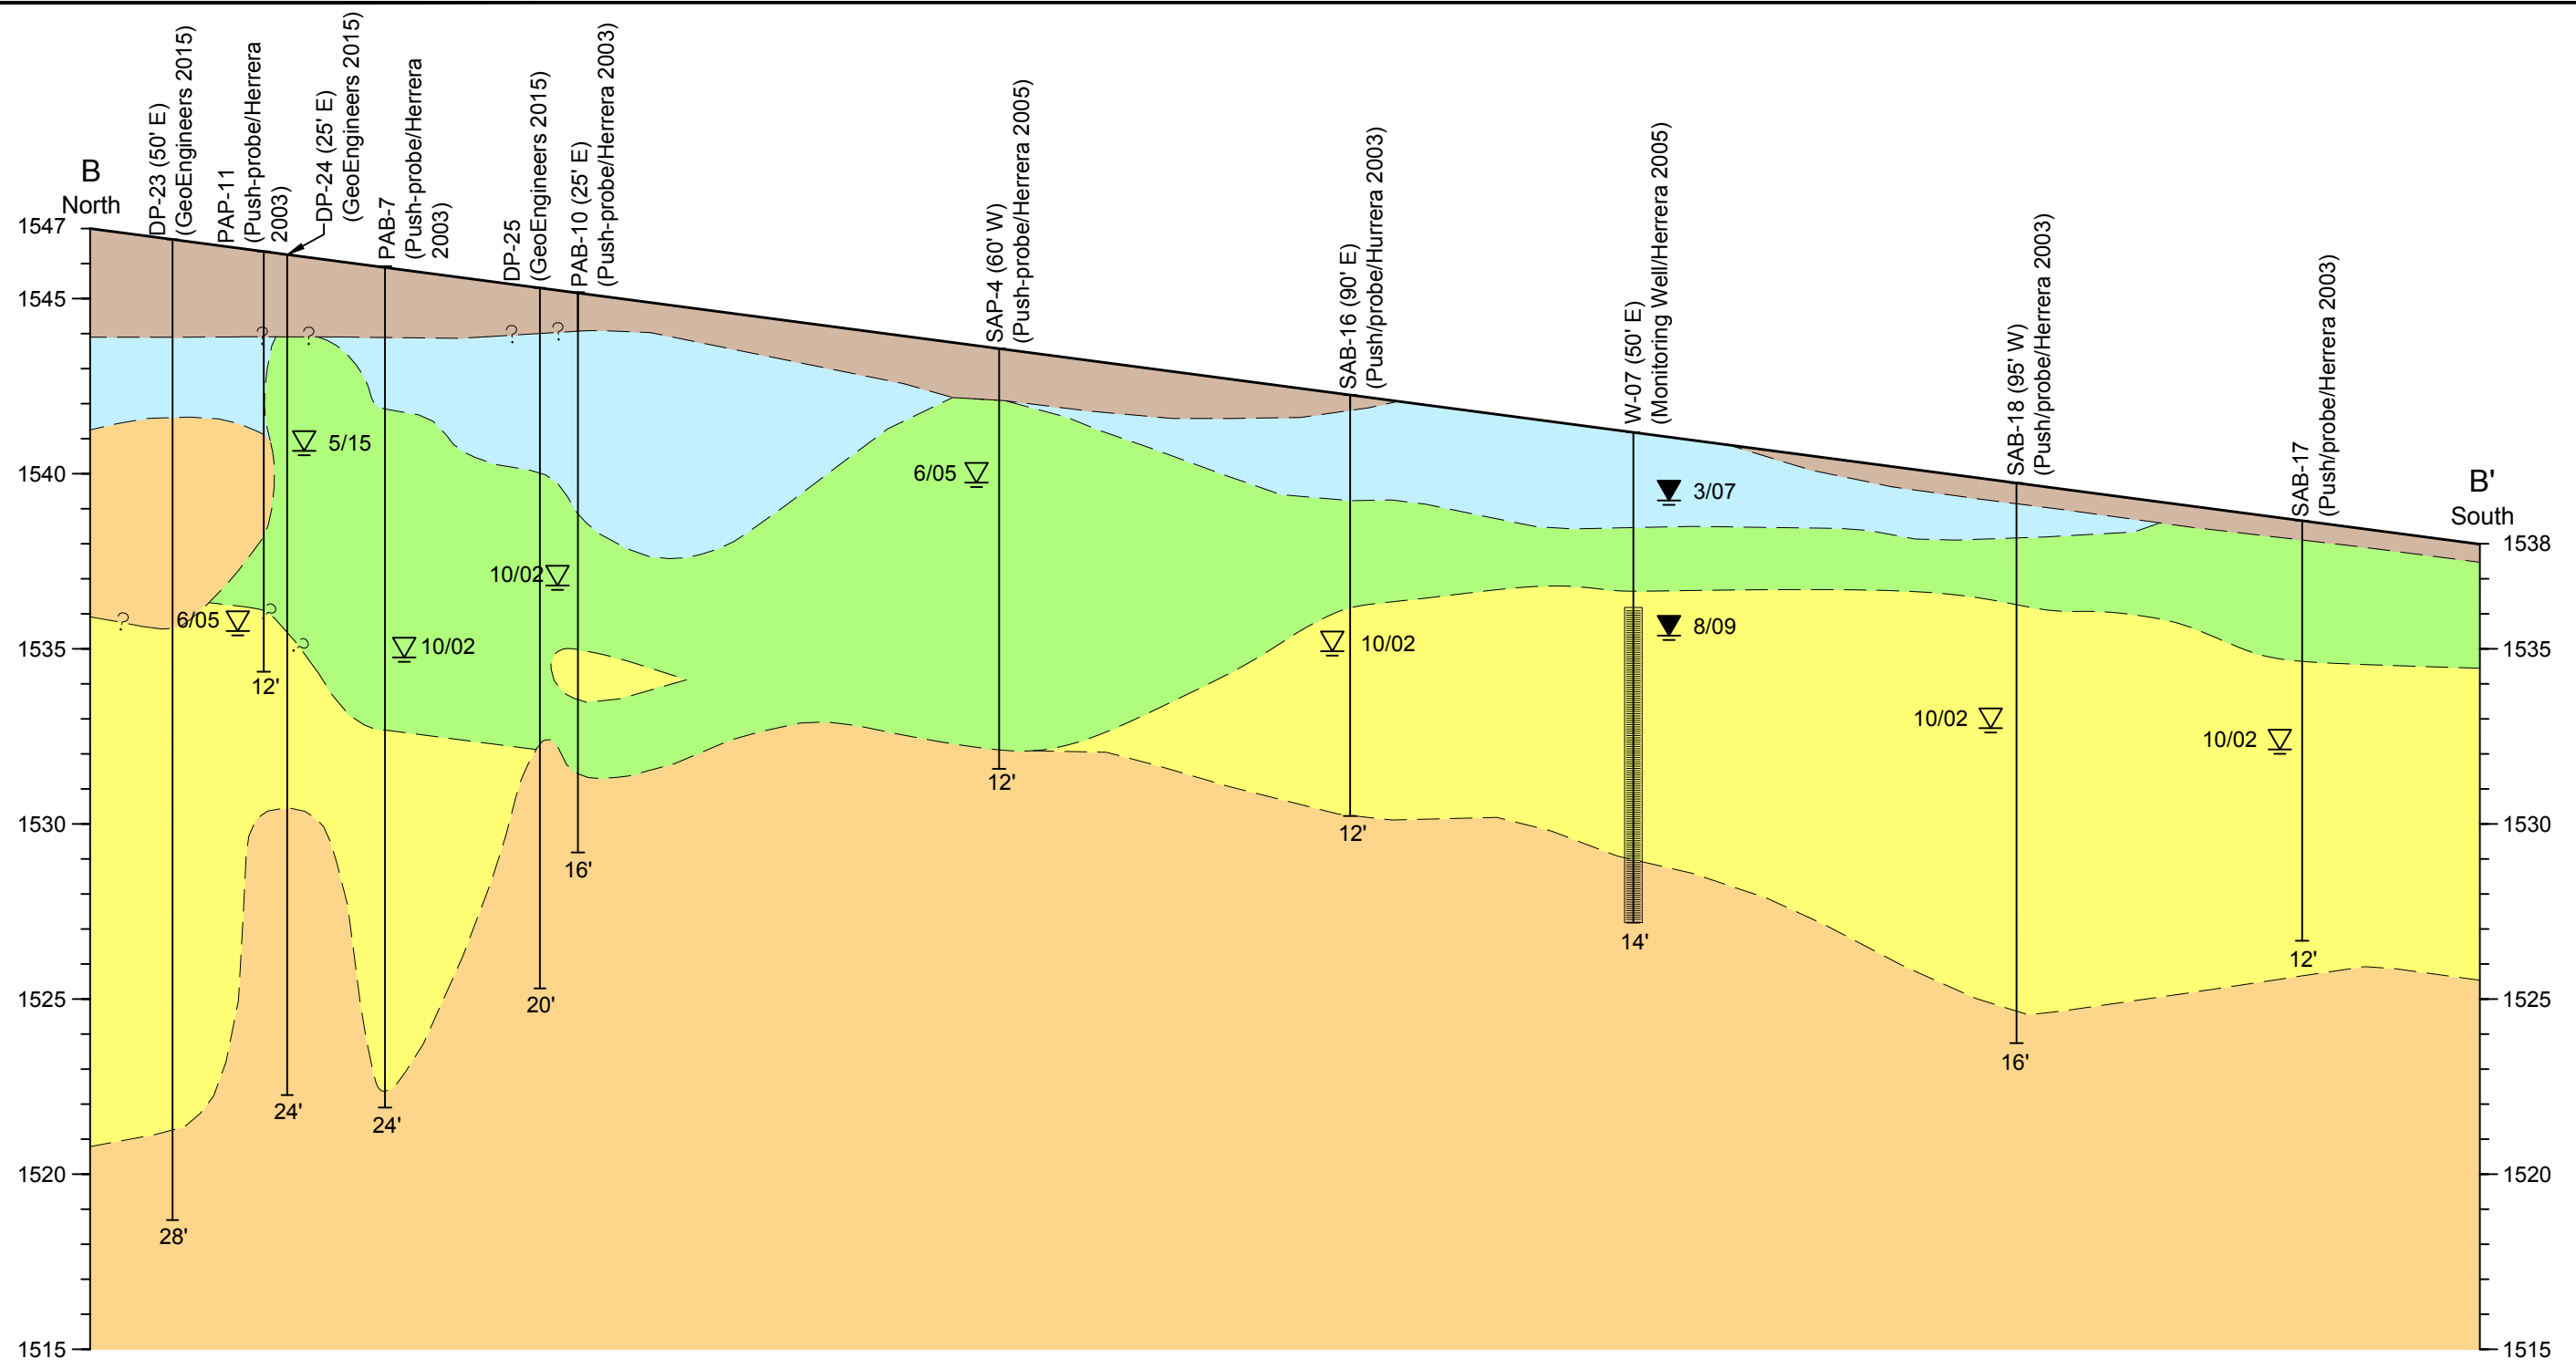 B
North
DP-23 (50' E)
(GeoEngineers 2015)
PAP-11
(Push-probe/Herrera
2003)
DP-24 (25' E)
(GeoEngineers 2015)
PAB-7
(Push-probe/Herrera
2003)
DP-25
(GeoEngineers 2015)
PAB-10 (25' E)
(Push-probe/Herrera 2003)
SAP-4 (60' W)
(Push-probe/Herrera 2005)
SAB-16 (90' E)
(Push/probe/Hurrera 2003)
W-07 (50' E)
(Monitoring Well/Herrera 2005)
SAB-18 (95' W)
(Push/probe/Herrera 2003)
SAB-17
(Push/probe/Herrera 2003)
B'
South
1547
1545
1540
1535
1530
1525
1520
1515
1538
1535
1530
1525
1520
1515
? ? ? ?
5/15
6/05
3/07
10/02
? 6/05 ?
?
10/02
10/02
8/09
10/02
10/02
12'
12'
12'
16'
14'
12'
20'
16'
24'
24'
28'